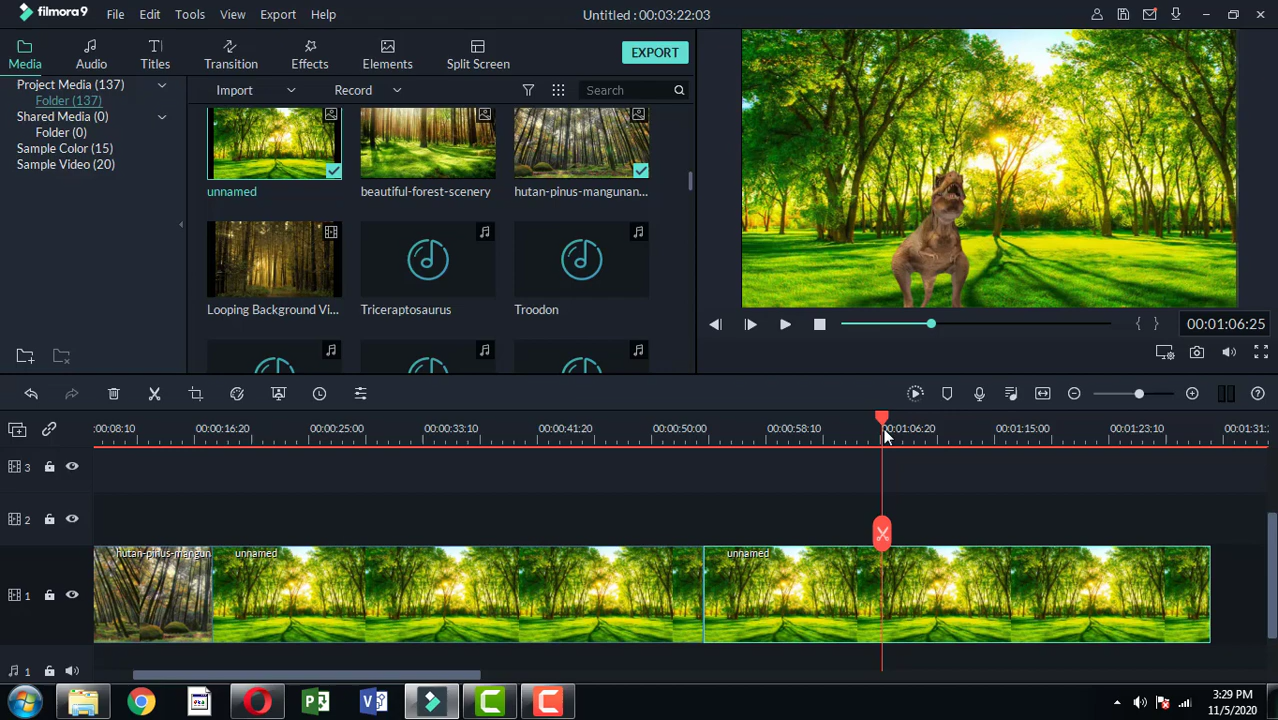 filmora9 File Edit Tools View Export Help Untitled : 00:03:22:03
Media Audio Titles Transition Effects Elements Split Screen EXPORT
Project Media (137)
Folder (137)
Shared Media (0)
Folder (0)
Sample Color (15)
Sample Video (20)
Import Record Search
unnamed beautiful-forest-scenery hutan-pinus-mangunan...
Looping Background Vi... Triceraptosaurus Troodon
{ } 00:01:06:25
:00:08:10 00:00:16:20 00:00:25:00 00:00:33:10 00:00:41:20 00:00:50:00 00:00:58:10 00:01:06:20 00:01:15:00 00:01:23:10 00:01:31:
3
2
hutan-pinus-mangun unnamed unnamed
1
1
3:29 PM
11/5/2020